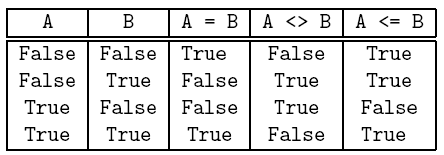 A B A = B A <> B A <= B
False False True False True
False True False True True
True False False True False
True True True False True